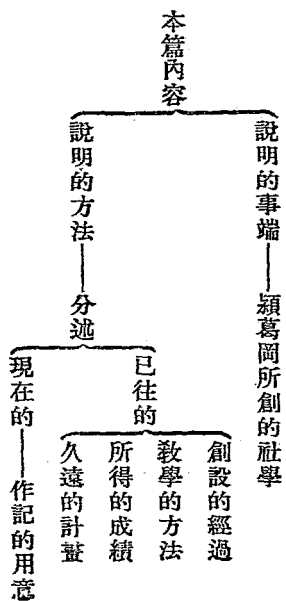 本篇內容
說明的事端——潁葛岡所創的社學
說明的方法——分述
已往的
創設的經過
敎學的方法
所得的成績
久遠的計畫
現在的——作記的用意